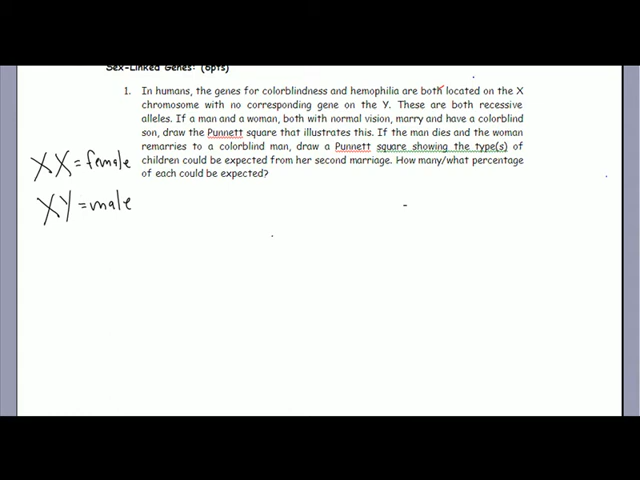 Sex-Linked Genes: (6pts)
1. In humans, the genes for colorblindness and hemophilia are both located on the X
chromosome with no corresponding gene on the Y. These are both recessive
alleles. If a man and a woman, both with normal vision, marry and have a colorblind
son, draw the Punnett square that illustrates this. If the man dies and the woman
remarries to a colorblind man, draw a Punnett square showing the type(s) of
children could be expected from her second marriage. How many/what percentage
of each could be expected?
XX = female
XY = male